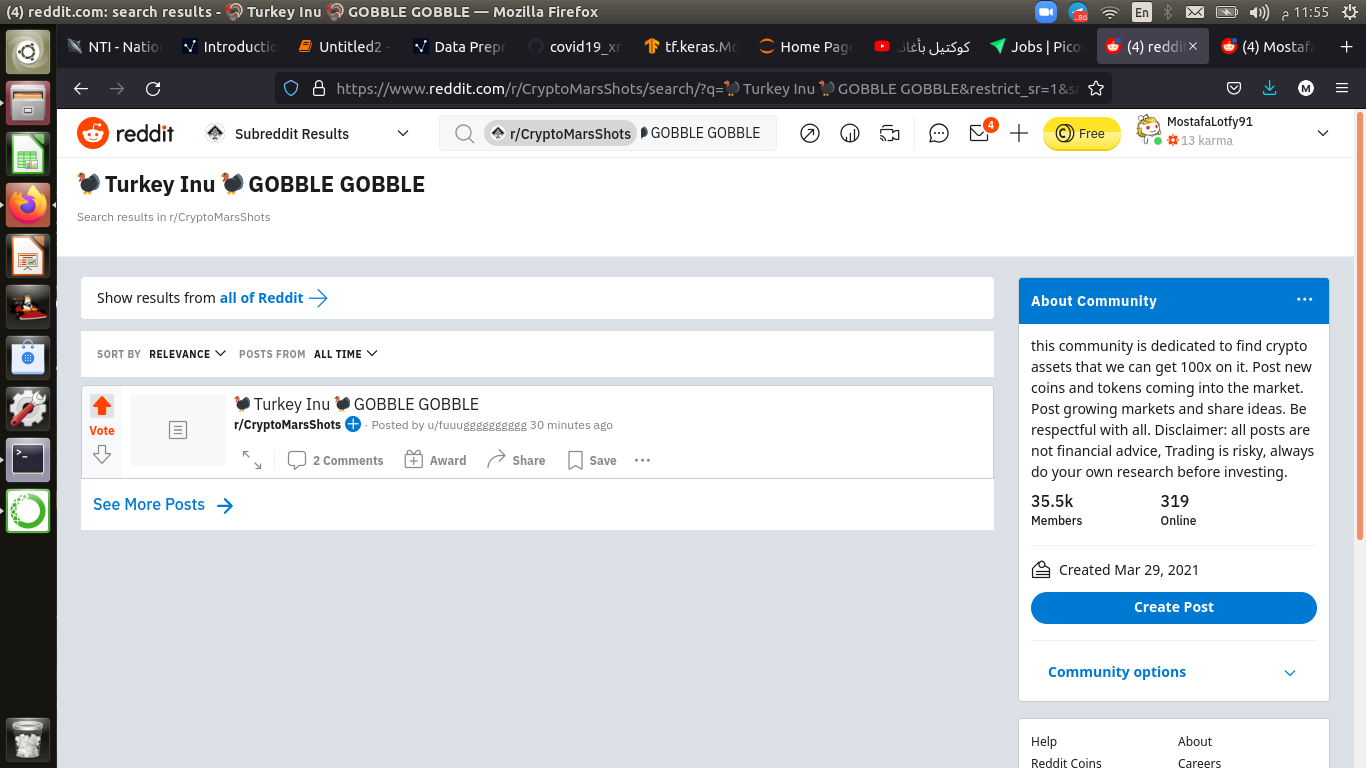 (4) reddit.com: search results - 🦃 Turkey Inu 🦃 GOBBLE GOBBLE — Mozilla Firefox
86
En
11:55 م
NTI - Natio
Introductio
Untitled2 -
Data Prepr
covid19_xr
tf.keras.Mo
Home Page
كوكتيل بأغان
Jobs | Pico
(4) reddi
(4) Mostafa
https://www.reddit.com/r/CryptoMarsShots/search/?q=🦃 Turkey Inu 🦃 GOBBLE GOBBLE&restrict_sr=1&s
M
reddit
Subreddit Results
r/CryptoMarsShots
GOBBLE GOBBLE
4
Free
MostafaLotfy91
13 karma
🦃 Turkey Inu 🦃 GOBBLE GOBBLE
Search results in r/CryptoMarsShots
Show results from all of Reddit
SORT BY RELEVANCE POSTS FROM ALL TIME
Vote
🦃 Turkey Inu 🦃 GOBBLE GOBBLE
r/CryptoMarsShots · Posted by u/fuuugggggggggg 30 minutes ago
2 Comments Award Share Save
See More Posts
About Community
this community is dedicated to find crypto
assets that we can get 100x on it. Post new
coins and tokens coming into the market.
Post growing markets and share ideas. Be
respectful with all. Disclaimer: all posts are
not financial advice, Trading is risky, always
do your own research before investing.
35.5k 319
Members Online
Created Mar 29, 2021
Create Post
Community options
Help About
Reddit Coins Careers